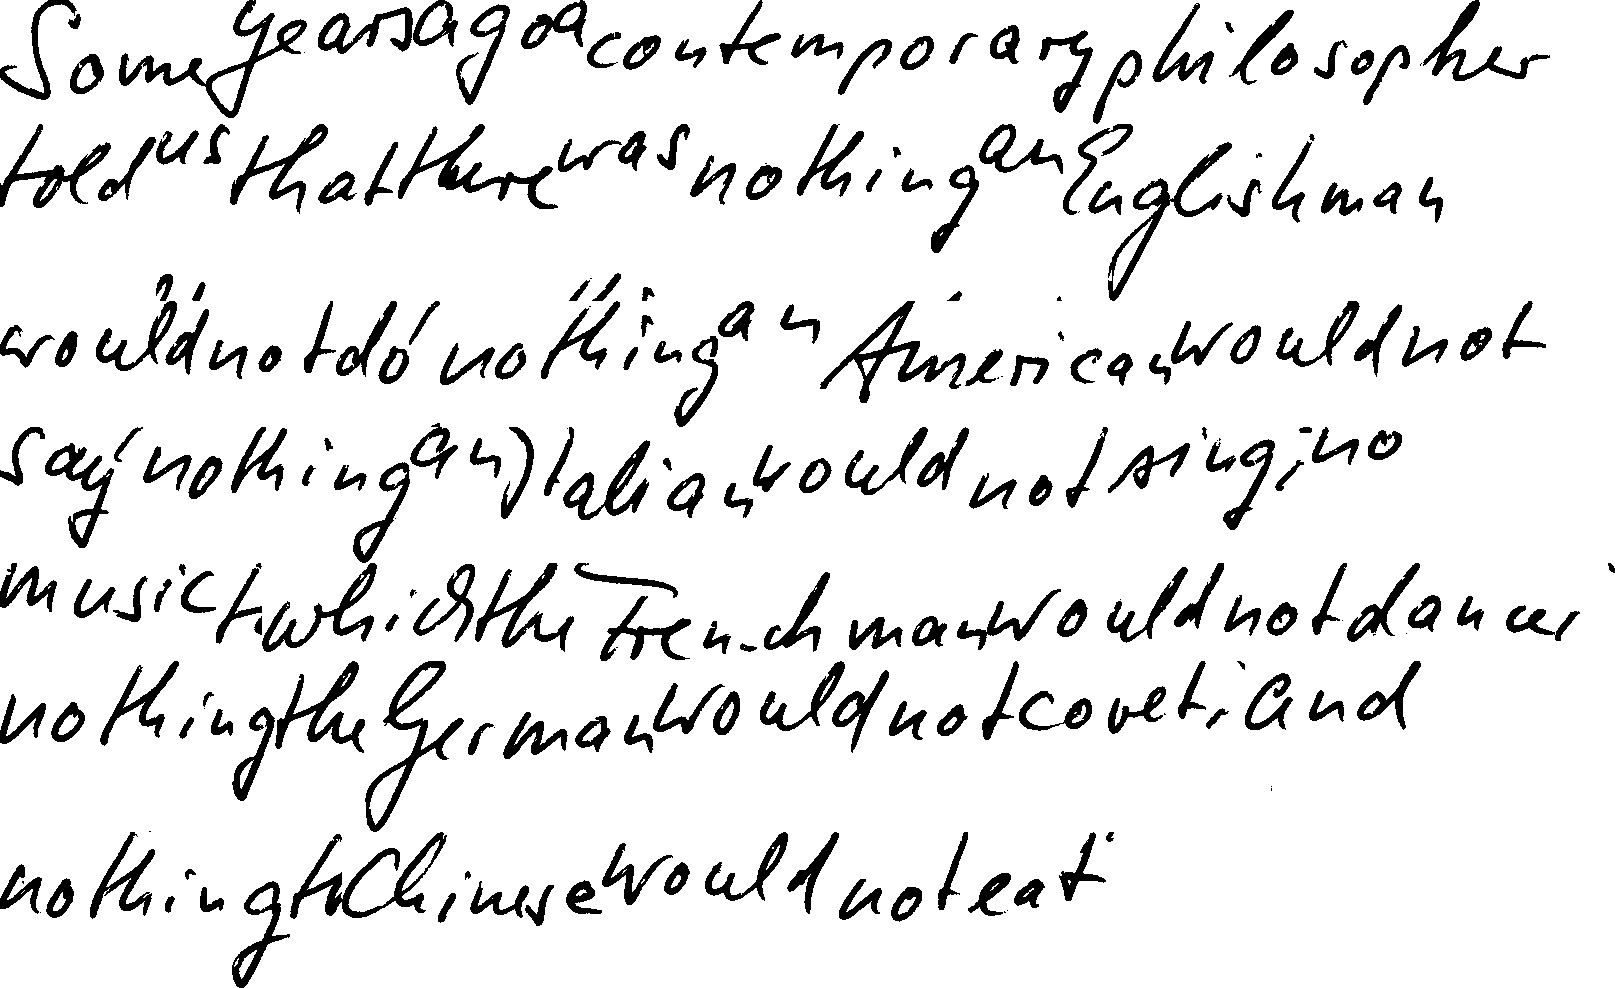 Some years ago a contemporary philosopher
told us that there was nothing an Englishman
would not do nothing an American would not
say nothing an Italian would not sing; no
music to which the Frenchman would not dance;
nothing the German would not covet; and
nothing the Chinese would not eat